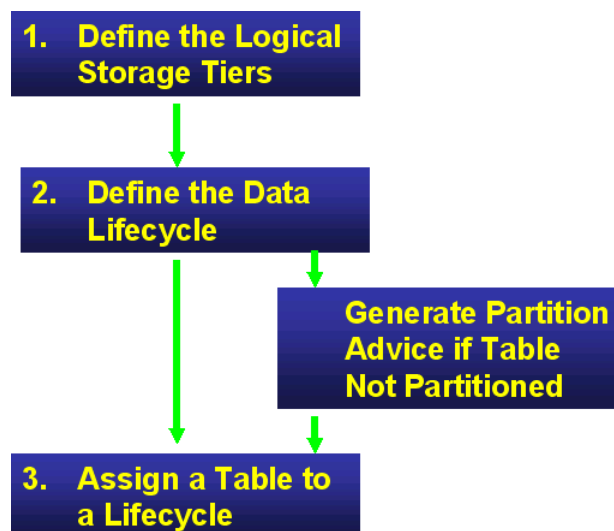 1. Define the Logical
Storage Tiers
2. Define the Data
Lifecycle
Generate Partition
Advice if Table
Not Partitioned
3. Assign a Table to
a Lifecycle